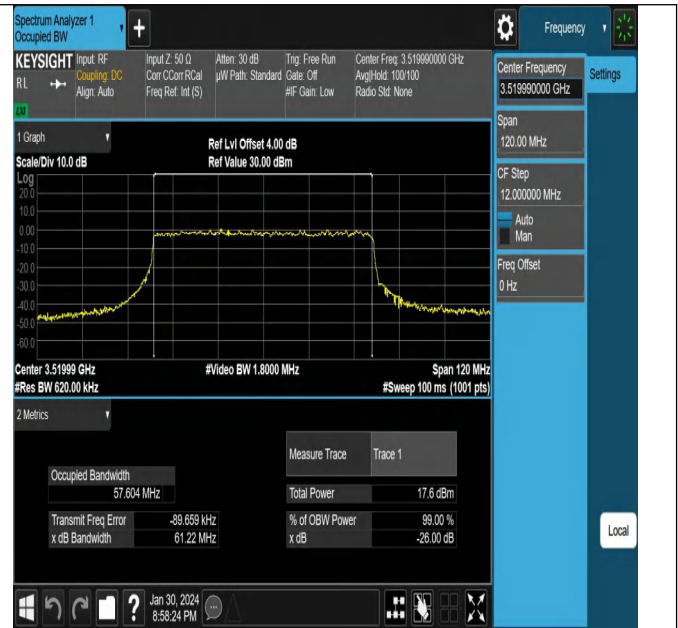 Spectrum Analyzer 1
Occupied BW
+
Frequency
KEYSIGHT Input: RF Input Z: 50 Ω Atten: 30 dB Trig: Free Run Center Freq: 3.519990000 GHz
RL Coupling: DC Corr CCorr RCal µW Path: Standard Gate: Off Avg|Hold: 100/100
Align: Auto Freq Ref: Int (S) #IF Gain: Low Radio Std: None
LXI
Center Frequency
3.519990000 GHz
Settings
Span
120.00 MHz
CF Step
12.000000 MHz
Auto
Man
Freq Offset
0 Hz
1 Graph
Ref Lvl Offset 4.00 dB
Scale/Div 10.0 dB Ref Value 30.00 dBm
Log
20.0
10.0
0.00
-10.0
-20.0
-30.0
-40.0
-50.0
-60.0
Center 3.51999 GHz #Video BW 1.8000 MHz Span 120 MHz
#Res BW 620.00 kHz #Sweep 100 ms (1001 pts)
2 Metrics
Measure Trace Trace 1
Occupied Bandwidth
57.604 MHz
Total Power 17.6 dBm
Transmit Freq Error -89.659 kHz % of OBW Power 99.00 %
x dB Bandwidth 61.22 MHz x dB -26.00 dB
Local
? Jan 30, 2024
8:58:24 PM